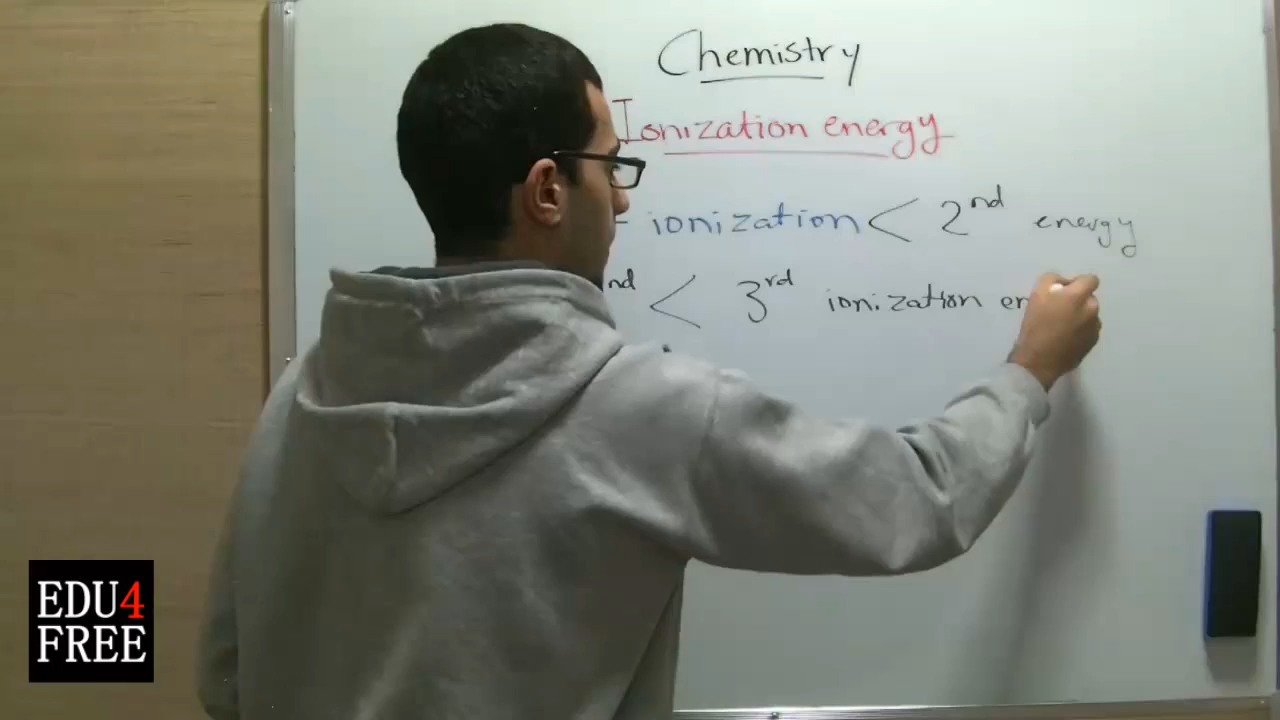 Chemistry
Ionization energy
ionization < 2nd energy
nd < 3rd ionization en
EDU4
FREE